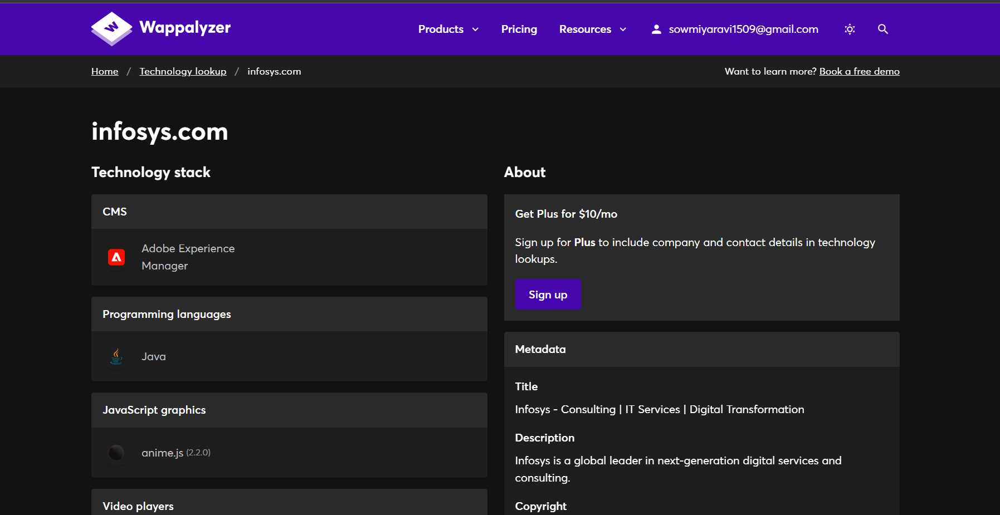 Wappalyzer
Products
Pricing
Resources
sowmiyaravi1509@gmail.com
Home / Technology lookup / infosys.com
Want to learn more? Book a free demo
infosys.com
Technology stack
CMS
Adobe Experience
Manager
Programming languages
Java
JavaScript graphics
anime.js (2.2.0)
Video players
About
Get Plus for $10/mo
Sign up for Plus to include company and contact details in technology
lookups.
Sign up
Metadata
Title
Infosys - Consulting | IT Services | Digital Transformation
Description
Infosys is a global leader in next-generation digital services and
consulting.
Copyright